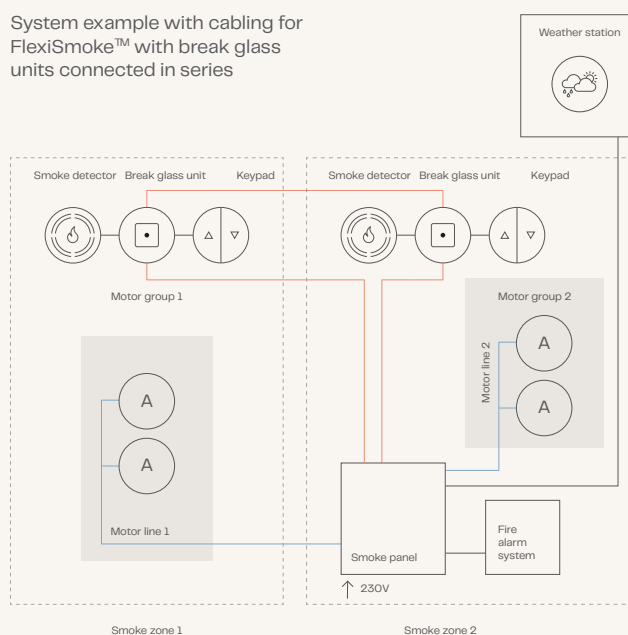 System example with cabling for
FlexiSmoke™ with break glass
units connected in series
Weather station
Smoke detector Break glass unit Keypad
Smoke detector Break glass unit Keypad
Motor group 1
Motor group 2
Motor line 2
A
A
A
A
Motor line 1
Smoke panel
Fire
alarm
system
230V
Smoke zone 1
Smoke zone 2